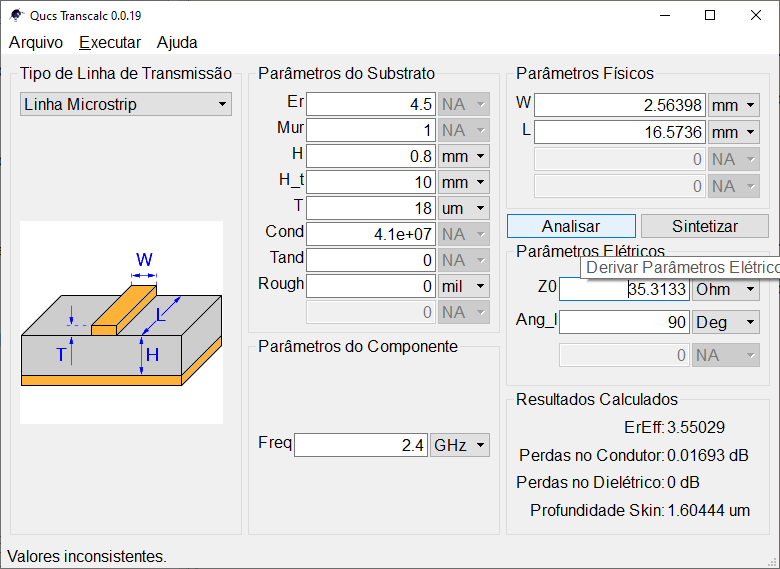 Qucs Transcalc 0.0.19
Arquivo Executar Ajuda
Tipo de Linha de Transmissão
Linha Microstrip
W
L
T
H
Parâmetros do Substrato
Er 4.5 NA
Mur 1 NA
H 0.8 mm
H_t 10 mm
T 18 um
Cond 4.1e+07 NA
Tand 0 NA
Rough 0 mil
0 NA
Parâmetros do Componente
Freq 2.4 GHz
Parâmetros Físicos
W 2.56398 mm
L 16.5736 mm
0 NA
0 NA
Analisar Sintetizar
Parâmetros Elétricos
Derivar Parâmetros Elétrico
Z0 35.3133 Ohm
Ang_l 90 Deg
0 NA
Resultados Calculados
ErEff: 3.55029
Perdas no Condutor: 0.01693 dB
Perdas no Dielétrico: 0 dB
Profundidade Skin: 1.60444 um
Valores inconsistentes.